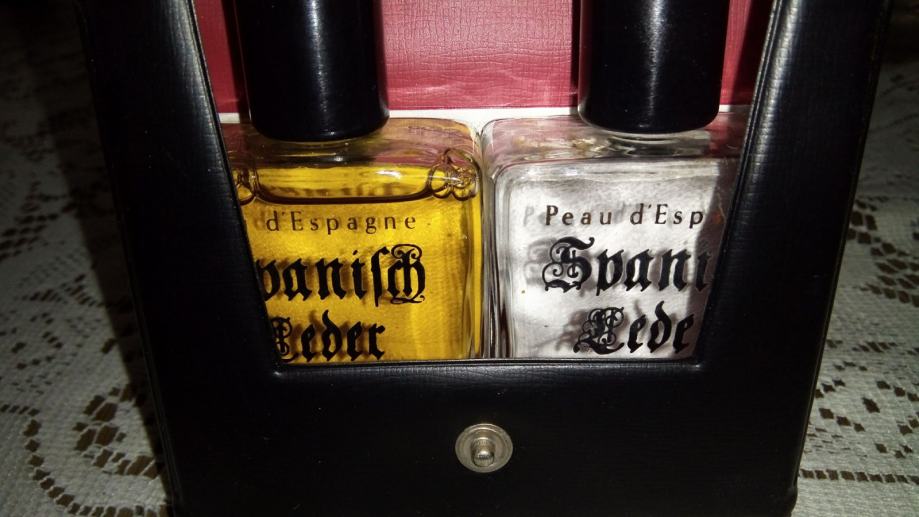 d'Espagne
paniſch
Leder
Peau d'Esp
Spani
Lede